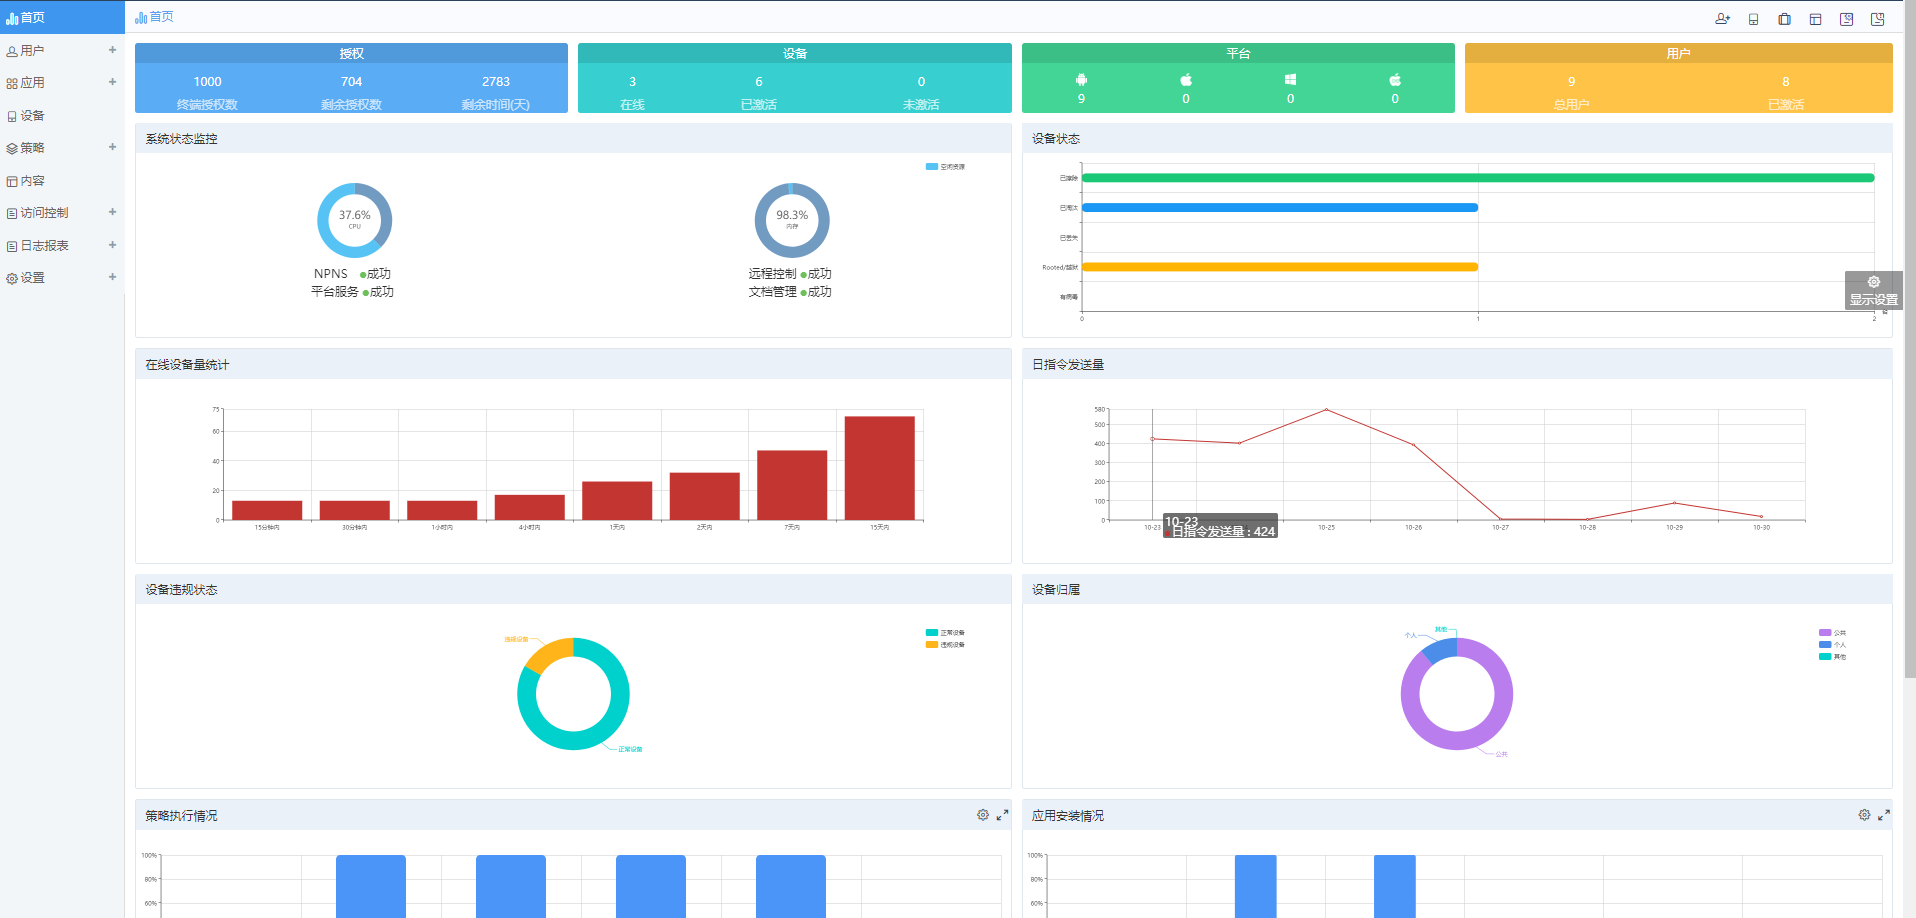 首页
用户
应用
设备
策略
内容
访问控制
日志报表
设置
首页
授权
1000 704 2783
终端授权数 剩余授权数 剩余时间(天)
设备
3 6 0
在线 已激活 未激活
平台
9 0 0 0
用户
9 8
总用户 已激活
系统状态监控
空闲资源
37.6%
CPU
98.3%
内存
NPNS 成功
平台服务 成功
远程控制 成功
文档管理 成功
设备状态
已擦除
已淘汰
已丢失
Rooted/越狱
有病毒
0 1 2
显示设置
在线设备量统计
75
60
40
20
0
15分钟内 30分钟内 1小时内 4小时内 1天内 2天内 7天内 15天内
日指令发送量
580
500
400
300
200
100
0
10-23 10-25 10-26 10-27 10-28 10-29 10-30
10-23
日指令发送量 : 424
设备违规状态
正常设备
违规设备
违规设备
正常设备
设备归属
公共
个人
其他
其他
个人
公共
策略执行情况
100%
80%
60%
应用安装情况
100%
80%
60%